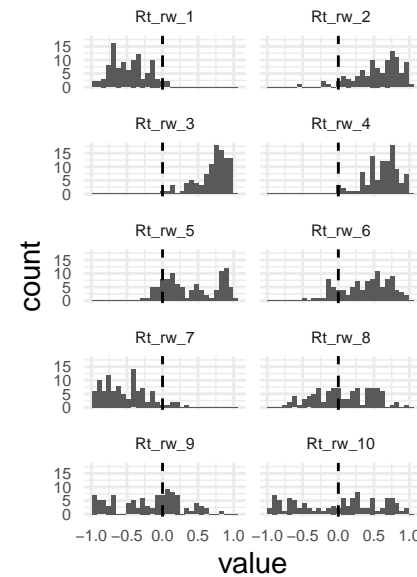 Rt_rw_1 Rt_rw_2
15
10
5
0
Rt_rw_3 Rt_rw_4
15
10
5
0
Rt_rw_5 Rt_rw_6
15
10
5
0
Rt_rw_7 Rt_rw_8
15
10
5
0
Rt_rw_9 Rt_rw_10
15
10
5
0
−1.0 −0.5 0.0 0.5 1.0 −1.0 −0.5 0.0 0.5 1.0
value
count